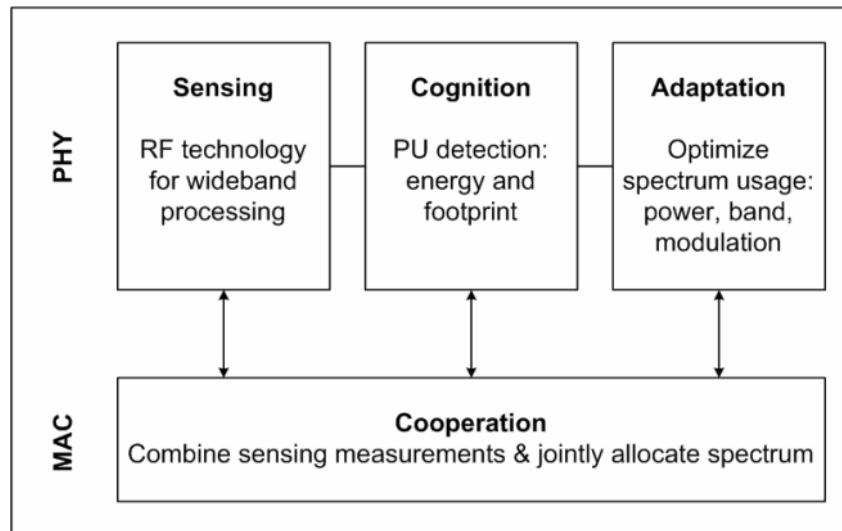 PHY
Sensing
RF technology
for wideband
processing
Cognition
PU detection:
energy and
footprint
Adaptation
Optimize
spectrum usage:
power, band,
modulation
MAC
Cooperation
Combine sensing measurements & jointly allocate spectrum